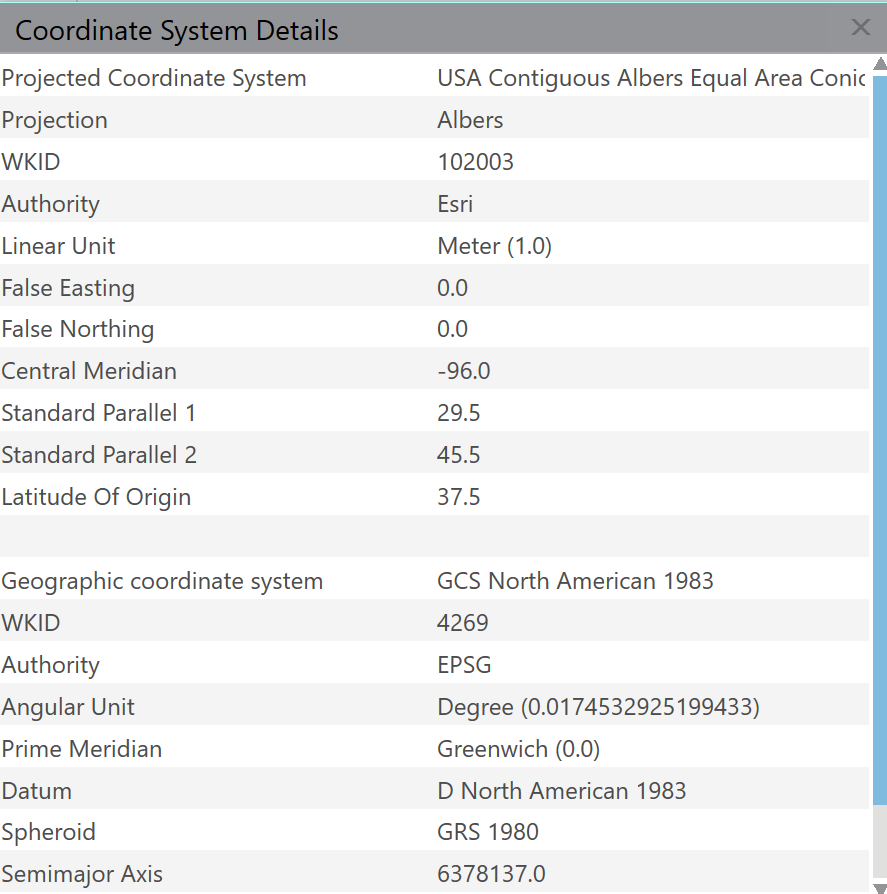 Coordinate System Details
Projected Coordinate System USA Contiguous Albers Equal Area Conic
Projection Albers
WKID 102003
Authority Esri
Linear Unit Meter (1.0)
False Easting 0.0
False Northing 0.0
Central Meridian -96.0
Standard Parallel 1 29.5
Standard Parallel 2 45.5
Latitude Of Origin 37.5
Geographic coordinate system GCS North American 1983
WKID 4269
Authority EPSG
Angular Unit Degree (0.0174532925199433)
Prime Meridian Greenwich (0.0)
Datum D North American 1983
Spheroid GRS 1980
Semimajor Axis 6378137.0